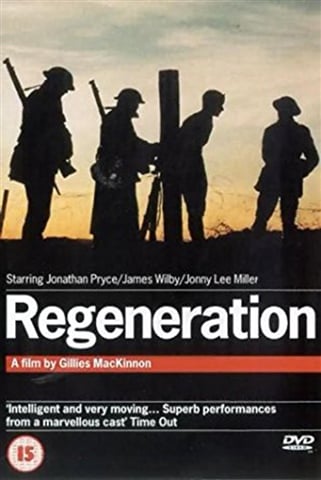 Starring Jonathan Pryce/James Wilby/Jonny Lee Miller
Regeneration
A film by Gillies MacKinnon
'Intelligent and very moving... Superb performances
from a marvellous cast' Time Out
15
DVD
VIDEO